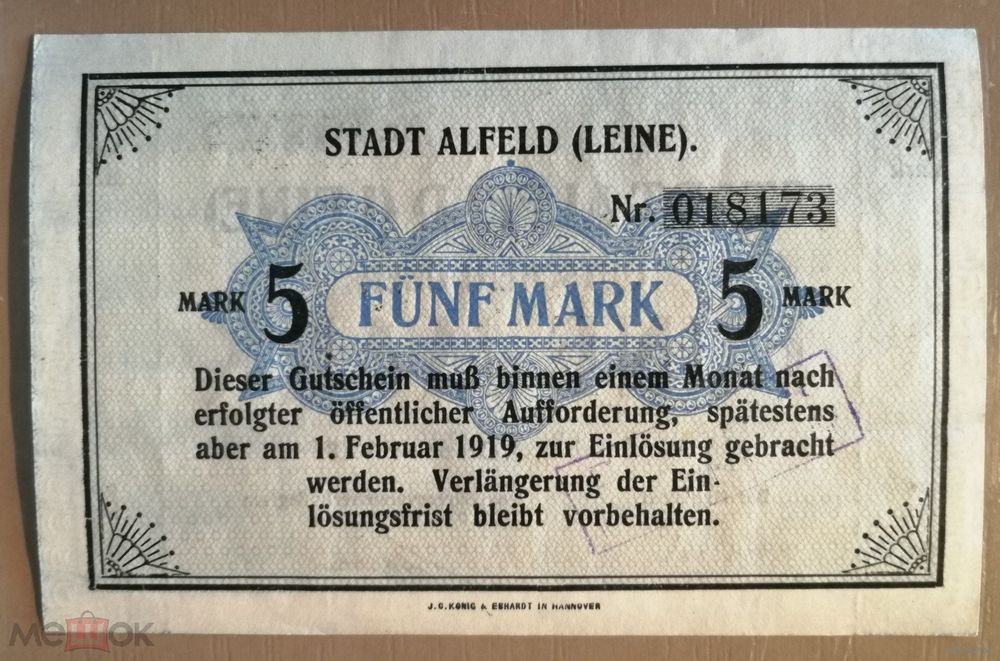 STADT ALFELD (LEINE).
Nr. 018173
MARK 5 FÜNF MARK 5 MARK
Dieser Gutschein muß binnen einem Monat nach
erfolgter öffentlicher Aufforderung, spätestens
aber am 1. Februar 1919, zur Einlösung gebracht
werden. Verlängerung der Ein-
lösungsfrist bleibt vorbehalten.
J. C. KÖNIG & EBHARDT IN HANNOVER
мешок